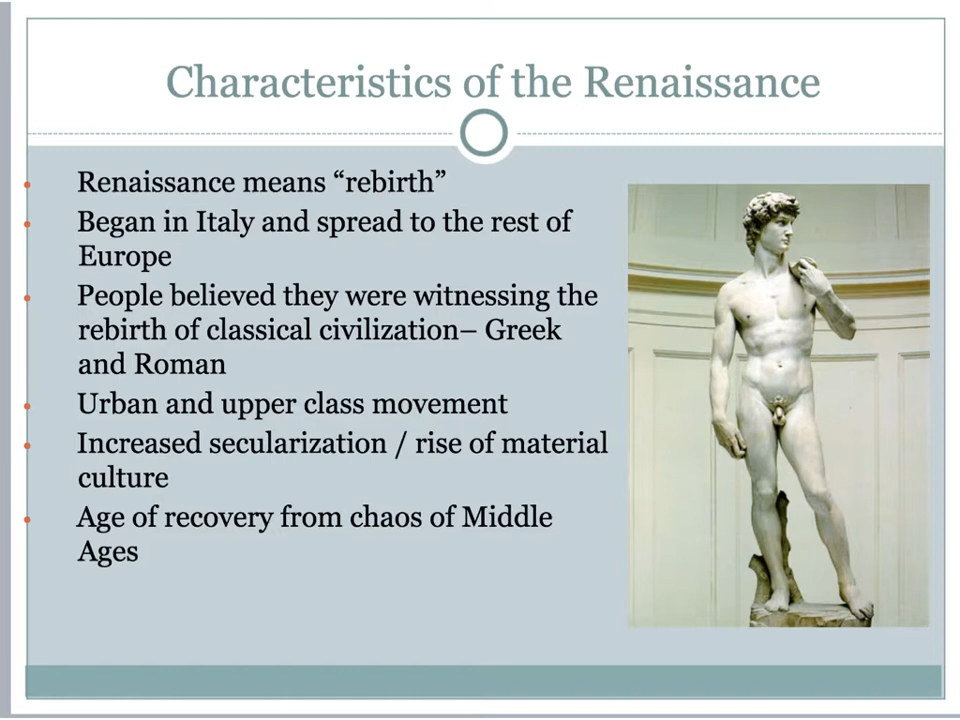 Characteristics of the Renaissance
• Renaissance means “rebirth”
• Began in Italy and spread to the rest of
Europe
• People believed they were witnessing the
rebirth of classical civilization– Greek
and Roman
• Urban and upper class movement
• Increased secularization / rise of material
culture
• Age of recovery from chaos of Middle
Ages